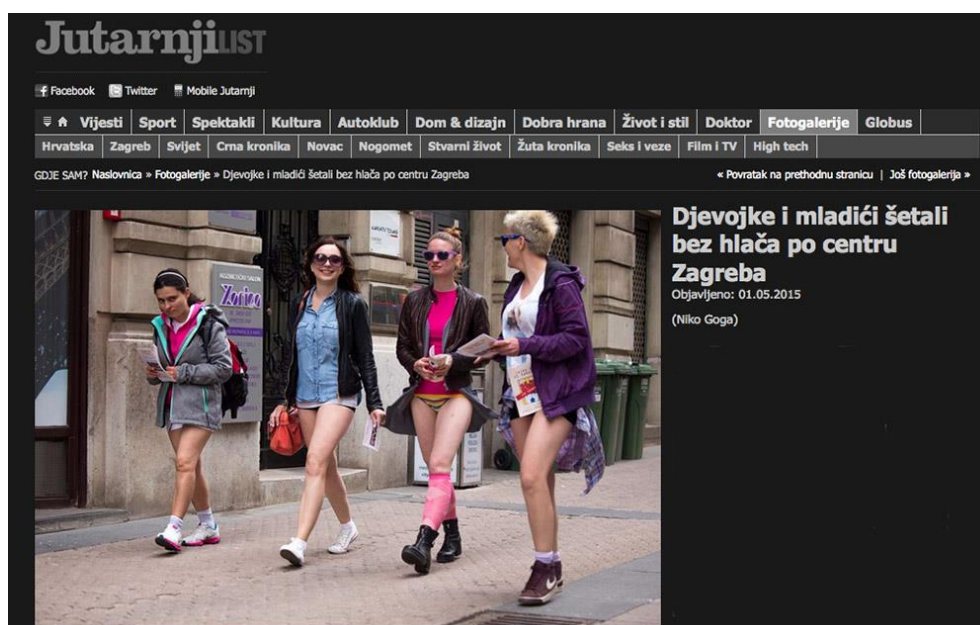 Jutarnji LIST
Facebook Twitter Mobile Jutarnji
Vijesti Sport Spektakli Kultura Autoklub Dom & dizajn Dobra hrana Život i stil Doktor Fotogalerije Globus
Hrvatska Zagreb Svijet Crna kronika Novac Nogomet Stvarni život Žuta kronika Seks i veze Film i TV High tech
GDJE SAM? Naslovnica » Fotogalerije » Djevojke i mladići šetali bez hlača po centru Zagreba
« Povratak na prethodnu stranicu | Još fotogalerija »
Djevojke i mladići šetali
bez hlača po centru
Zagreba
Objavljeno: 01.05.2015
(Niko Goga)
Zorica